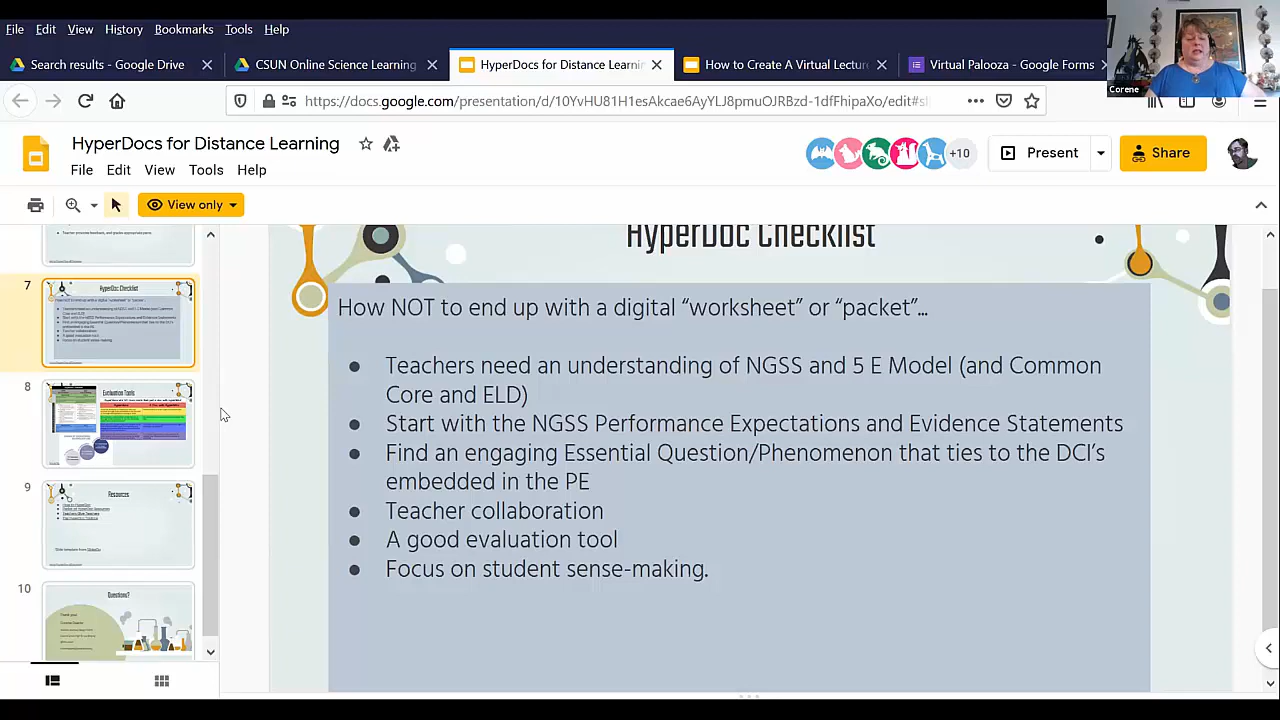 File Edit View History Bookmarks Tools Help
Search results - Google Drive
CSUN Online Science Learning
HyperDocs for Distance Learnin
How to Create A Virtual Lectur
Virtual Palooza - Google Forms
Corene
https://docs.google.com/presentation/d/10YvHU81H1esAkcae6AyYLJ8pmuOJRBzd-1dfFhipaXo/edit#sl
HyperDocs for Distance Learning
File Edit View Tools Help
+10
Present
Share
View only
HyperDoc Checklist
How NOT to end up with a digital “worksheet” or “packet”...
● Teachers need an understanding of NGSS and 5 E Model (and Common
Core and ELD)
● Start with the NGSS Performance Expectations and Evidence Statements
● Find an engaging Essential Question/Phenomenon that ties to the DCI’s
embedded in the PE
● Teacher collaboration
● A good evaluation tool
● Focus on student sense-making.
7
HyperDoc Checklist
8
Evaluation Tools
9
Resources
10
Questions?